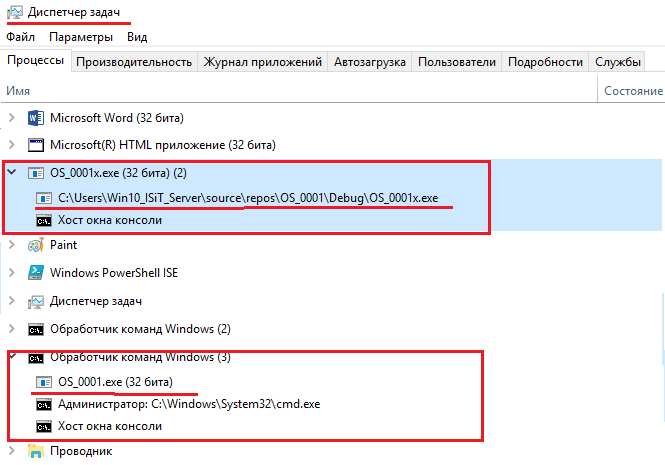 Диспетчер задач
Файл Параметры Вид
Процессы Производительность Журнал приложений Автозагрузка Пользователи Подробности Службы
Имя Состояние
Microsoft Word (32 бита)
Microsoft(R) HTML приложение (32 бита)
OS_0001x.exe (32 бита) (2)
C:\Users\Win10_ISiT_Server\source\repos\OS_0001\Debug\OS_0001x.exe
Хост окна консоли
Paint
Windows PowerShell ISE
Диспетчер задач
Обработчик команд Windows (2)
Обработчик команд Windows (3)
OS_0001.exe (32 бита)
Администратор: C:\Windows\System32\cmd.exe
Хост окна консоли
Проводник